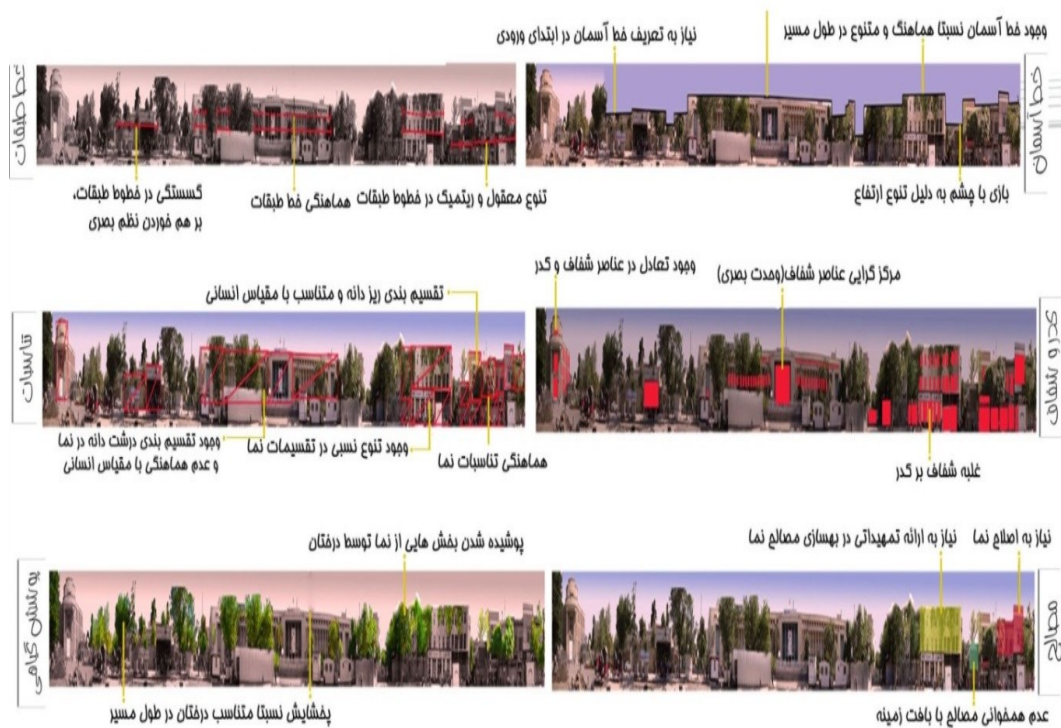 خط آسمان
وجود خط آسمان نسبتا هماهنگ و متنوع در طول مسیر
نیاز به تعریف خط آسمان در ابتدای ورودی
بازی با چشم به دلیل تنوع ارتفاع
خط طبقات
تنوع معقول و ریتمیک در خطوط طبقات
هماهنگی خط طبقات
گسستگی در خطوط طبقات،
بر هم خوردن نظم بصری
کدر و شفاف
مرکز گرایی عناصر شفاف(وحدت بصری)
وجود تعادل در عناصر شفاف و کدر
غلبه شفاف بر کدر
تناسبات
تقسیم بندی ریز دانه و متناسب با مقیاس انسانی
هماهنگی تناسبات نما
وجود تنوع نسبی در تقسیمات نما
وجود تقسیم بندی درشت دانه در نما
و عدم هماهنگی با مقیاس انسانی
مصالح
نیاز به اصلاح نما
نیاز به ارائه تمهیداتی در بهسازی مصالح نما
عدم همخوانی مصالح با بافت زمینه
پوشش گیاهی
پوشیده شدن بخش هایی از نما توسط درختان
پخشایش نسبتا متناسب درختان در طول مسیر